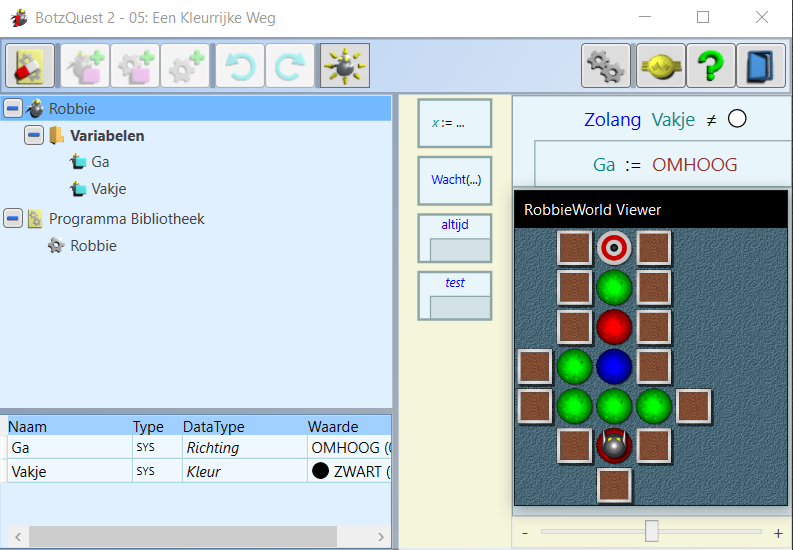 BotzQuest 2 - 05: Een Kleurrijke Weg
Robbie
Variabelen
Ga
Vakje
Programma Bibliotheek
Robbie
x := ...
Wacht(...)
altijd
test
Zolang Vakje ≠
Ga := OMHOOG
RobbieWorld Viewer
Naam Type DataType Waarde
Ga SYS Richting OMHOOG (
Vakje SYS Kleur ZWART (
- +